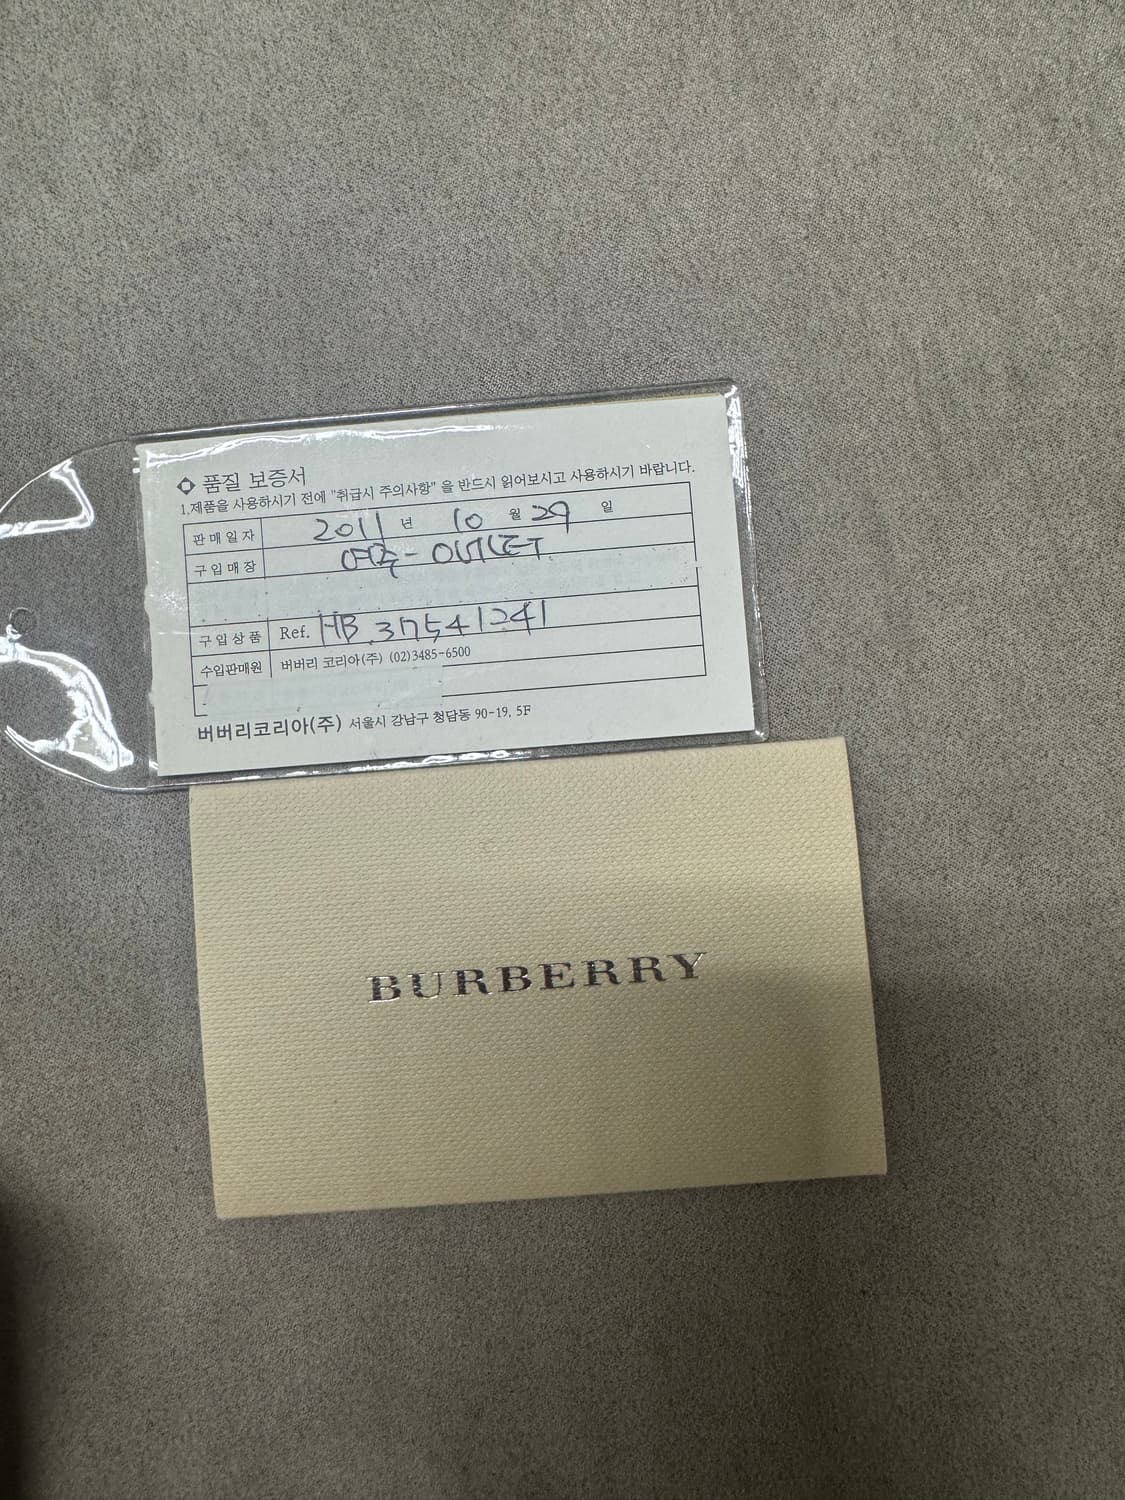 품질 보증서
1.제품을 사용하시기 전에 "취급시 주의사항" 을 반드시 읽어보시고 사용하시기 바랍니다.
판매일자 2011 년 10 월 29 일
구입매장 여주- OUTLET
구입상품 Ref. HB 37541241
수입판매원 버버리 코리아(주) (02)3485-6500
버버리코리아(주) 서울시 강남구 청담동 90-19, 5F
BURBERRY